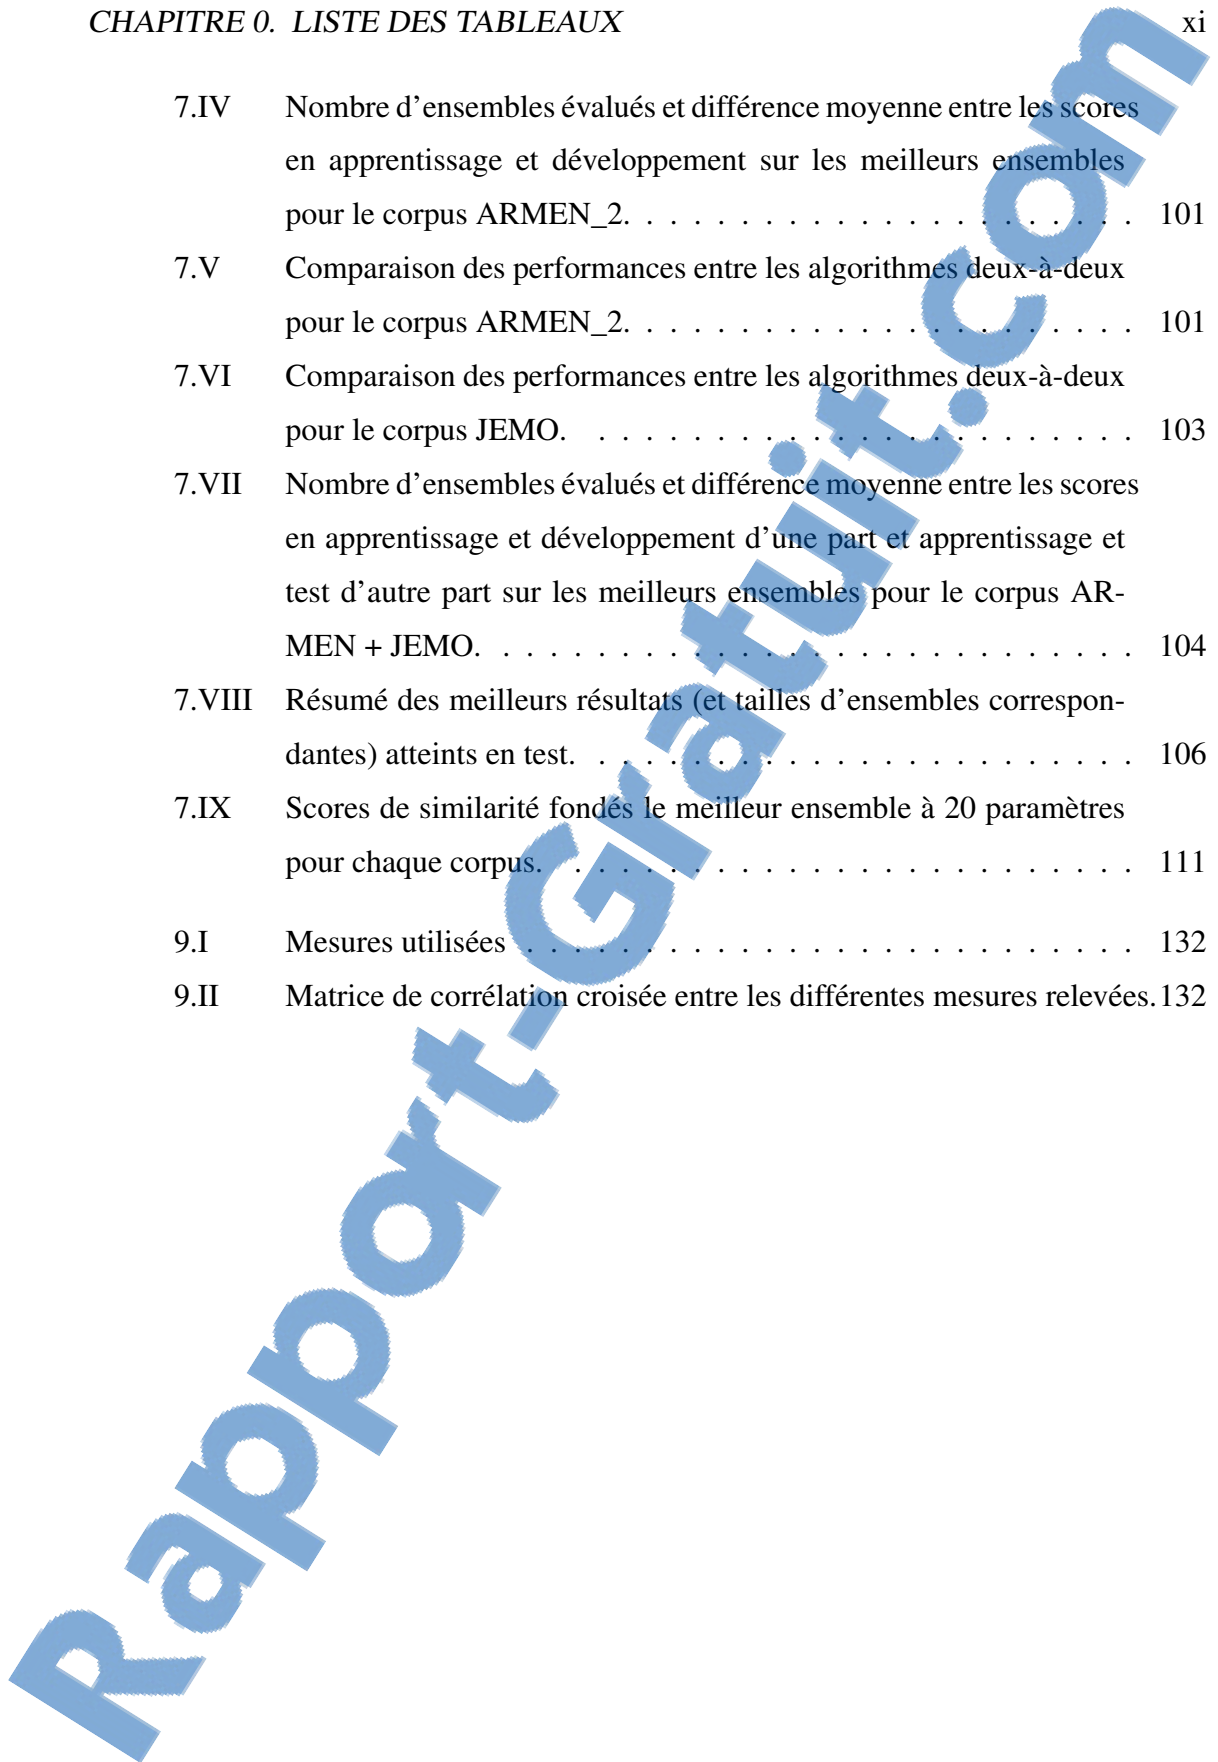 CHAPITRE 0. LISTE DES TABLEAUX xi
7.IV Nombre d'ensembles évalués et différence moyenne entre les scores
en apprentissage et développement sur les meilleurs ensembles
pour le corpus ARMEN_2. . . . . . . . . . . . . . . . . . . . . . 101
7.V Comparaison des performances entre les algorithmes deux-à-deux
pour le corpus ARMEN_2. . . . . . . . . . . . . . . . . . . . . . 101
7.VI Comparaison des performances entre les algorithmes deux-à-deux
pour le corpus JEMO. . . . . . . . . . . . . . . . . . . . . . . . 103
7.VII Nombre d'ensembles évalués et différence moyenne entre les scores
en apprentissage et développement d'une part et apprentissage et
test d'autre part sur les meilleurs ensembles pour le corpus AR-
MEN + JEMO. . . . . . . . . . . . . . . . . . . . . . . . . . . . 104
7.VIII Résumé des meilleurs résultats (et tailles d'ensembles correspon-
dantes) atteints en test. . . . . . . . . . . . . . . . . . . . . . . . 106
7.IX Scores de similarité fondés le meilleur ensemble à 20 paramètres
pour chaque corpus. . . . . . . . . . . . . . . . . . . . . . . . . 111
9.I Mesures utilisées . . . . . . . . . . . . . . . . . . . . . . . . . . 132
9.II Matrice de corrélation croisée entre les différentes mesures relevées. 132
Rapport-Gratuit.com